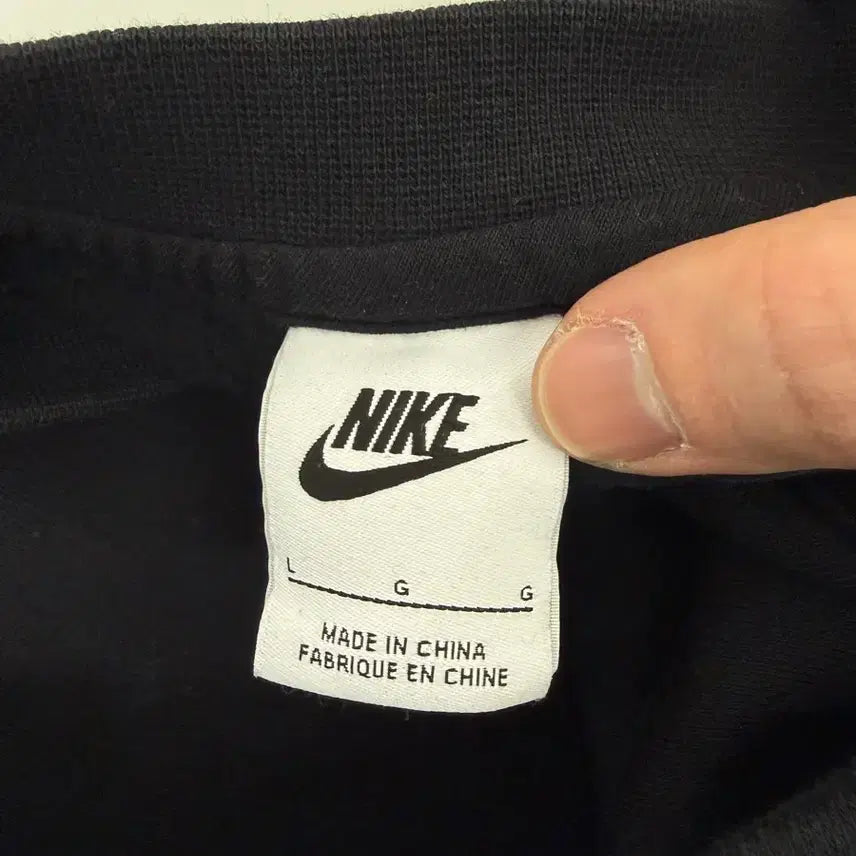 NIKE
L G G
MADE IN CHINA
FABRIQUE EN CHINE